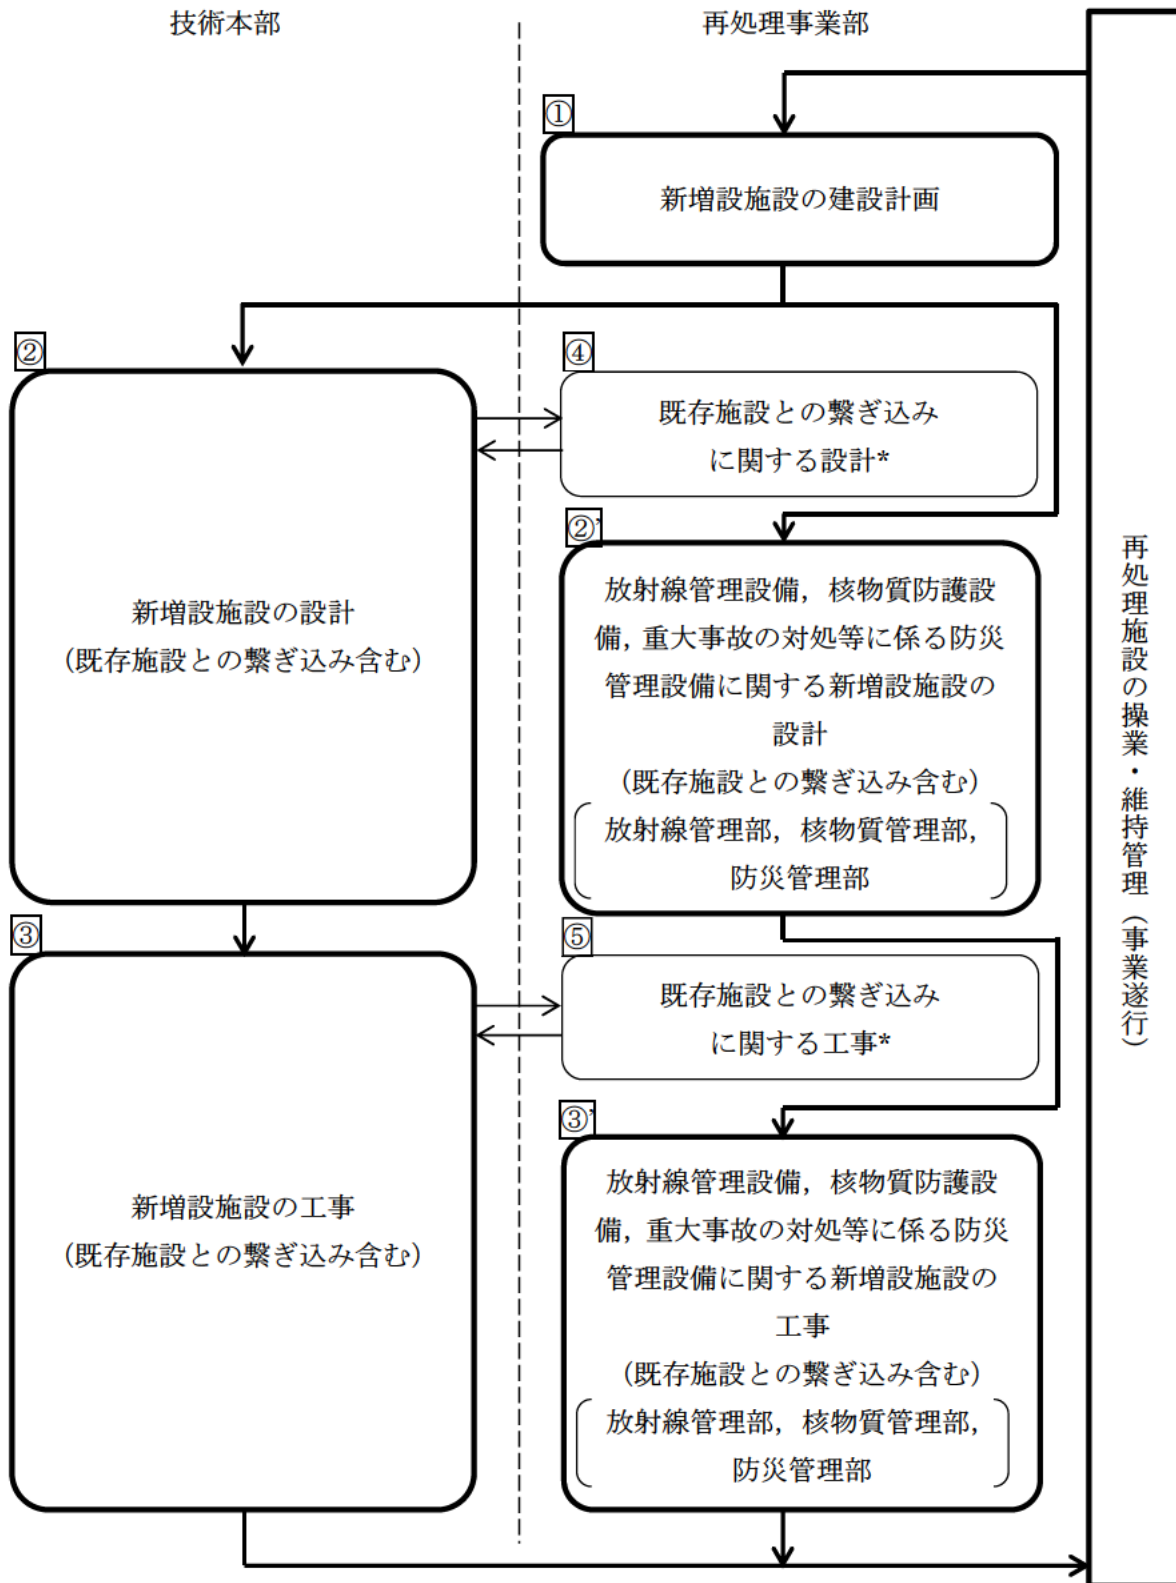 技術本部
再処理事業部
①
新増設施設の建設計画
②
新増設施設の設計
（既存施設との繋ぎ込み含む）
④
既存施設との繋ぎ込み
に関する設計*
②’
放射線管理設備，核物質防護設
備，重大事故の対処等に係る防災
管理設備に関する新増設施設の
設計
（既存施設との繋ぎ込み含む）
放射線管理部，核物質管理部，
防災管理部
③
新増設施設の工事
（既存施設との繋ぎ込み含む）
⑤
既存施設との繋ぎ込み
に関する工事*
③’
放射線管理設備，核物質防護設
備，重大事故の対処等に係る防災
管理設備に関する新増設施設の
工事
（既存施設との繋ぎ込み含む）
放射線管理部，核物質管理部，
防災管理部
再処理施設の操業・維持管理（事業遂行）